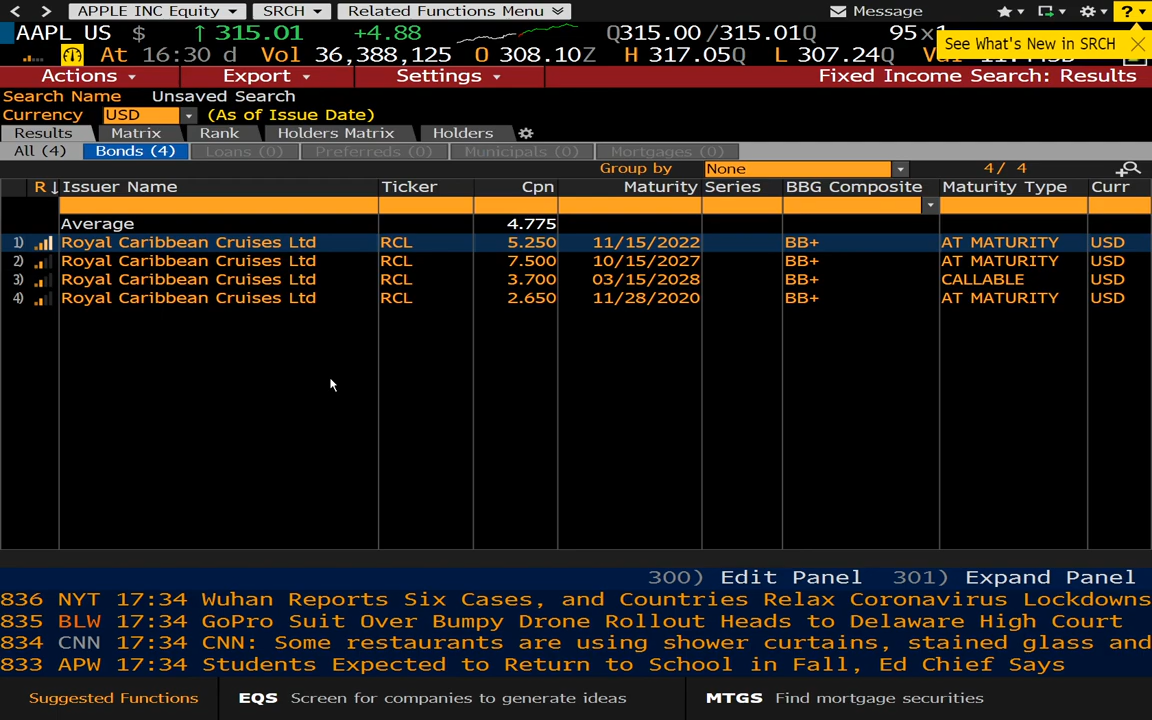 APPLE INC Equity SRCH Related Functions Menu Message ?
AAPL US $ ↑ 315.01 +4.88 Q315.00/315.01Q 95x1
At 16:30 d Vol 36,388,125 O 308.10Z H 317.05Q L 307.24Q
See What's New in SRCH
Actions Export Settings Fixed Income Search: Results
Search Name Unsaved Search
Currency USD (As of Issue Date)
Results Matrix Rank Holders Matrix Holders
All (4) Bonds (4) Loans (0) Preferreds (0) Municipals (0) Mortgages (0)
Group by None 4/ 4
R↓ Issuer Name Ticker Cpn Maturity Series BBG Composite Maturity Type Curr
Average 4.775
1) Royal Caribbean Cruises Ltd RCL 5.250 11/15/2022 BB+ AT MATURITY USD
2) Royal Caribbean Cruises Ltd RCL 7.500 10/15/2027 BB+ AT MATURITY USD
3) Royal Caribbean Cruises Ltd RCL 3.700 03/15/2028 BB+ CALLABLE USD
4) Royal Caribbean Cruises Ltd RCL 2.650 11/28/2020 BB+ AT MATURITY USD
300) Edit Panel 301) Expand Panel
836 NYT 17:34 Wuhan Reports Six Cases, and Countries Relax Coronavirus Lockdowns
835 BLW 17:34 GoPro Suit Over Bumpy Drone Rollout Heads to Delaware High Court
834 CNN 17:34 CNN: Some restaurants are using shower curtains, stained glass and
833 APW 17:34 Students Expected to Return to School in Fall, Ed Chief Says
Suggested Functions EQS Screen for companies to generate ideas MTGS Find mortgage securities